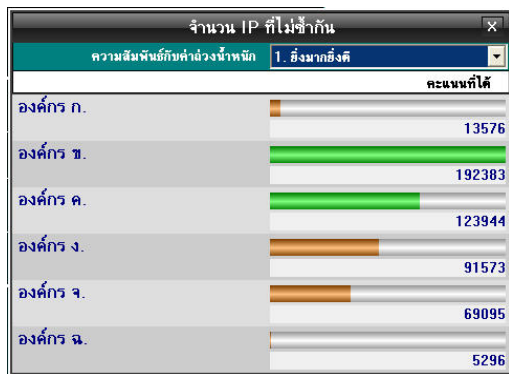 จำนวน IP ที่ไม่ซ้ำกัน X
ความสัมพันธ์กับค่าถ่วงน้ำหนัก 1. ยิ่งมากยิ่งดี
คะแนนที่ได้
องค์กร ก.
13576
องค์กร ข.
192383
องค์กร ค.
123944
องค์กร ง.
91573
องค์กร จ.
69095
องค์กร ฉ.
5296